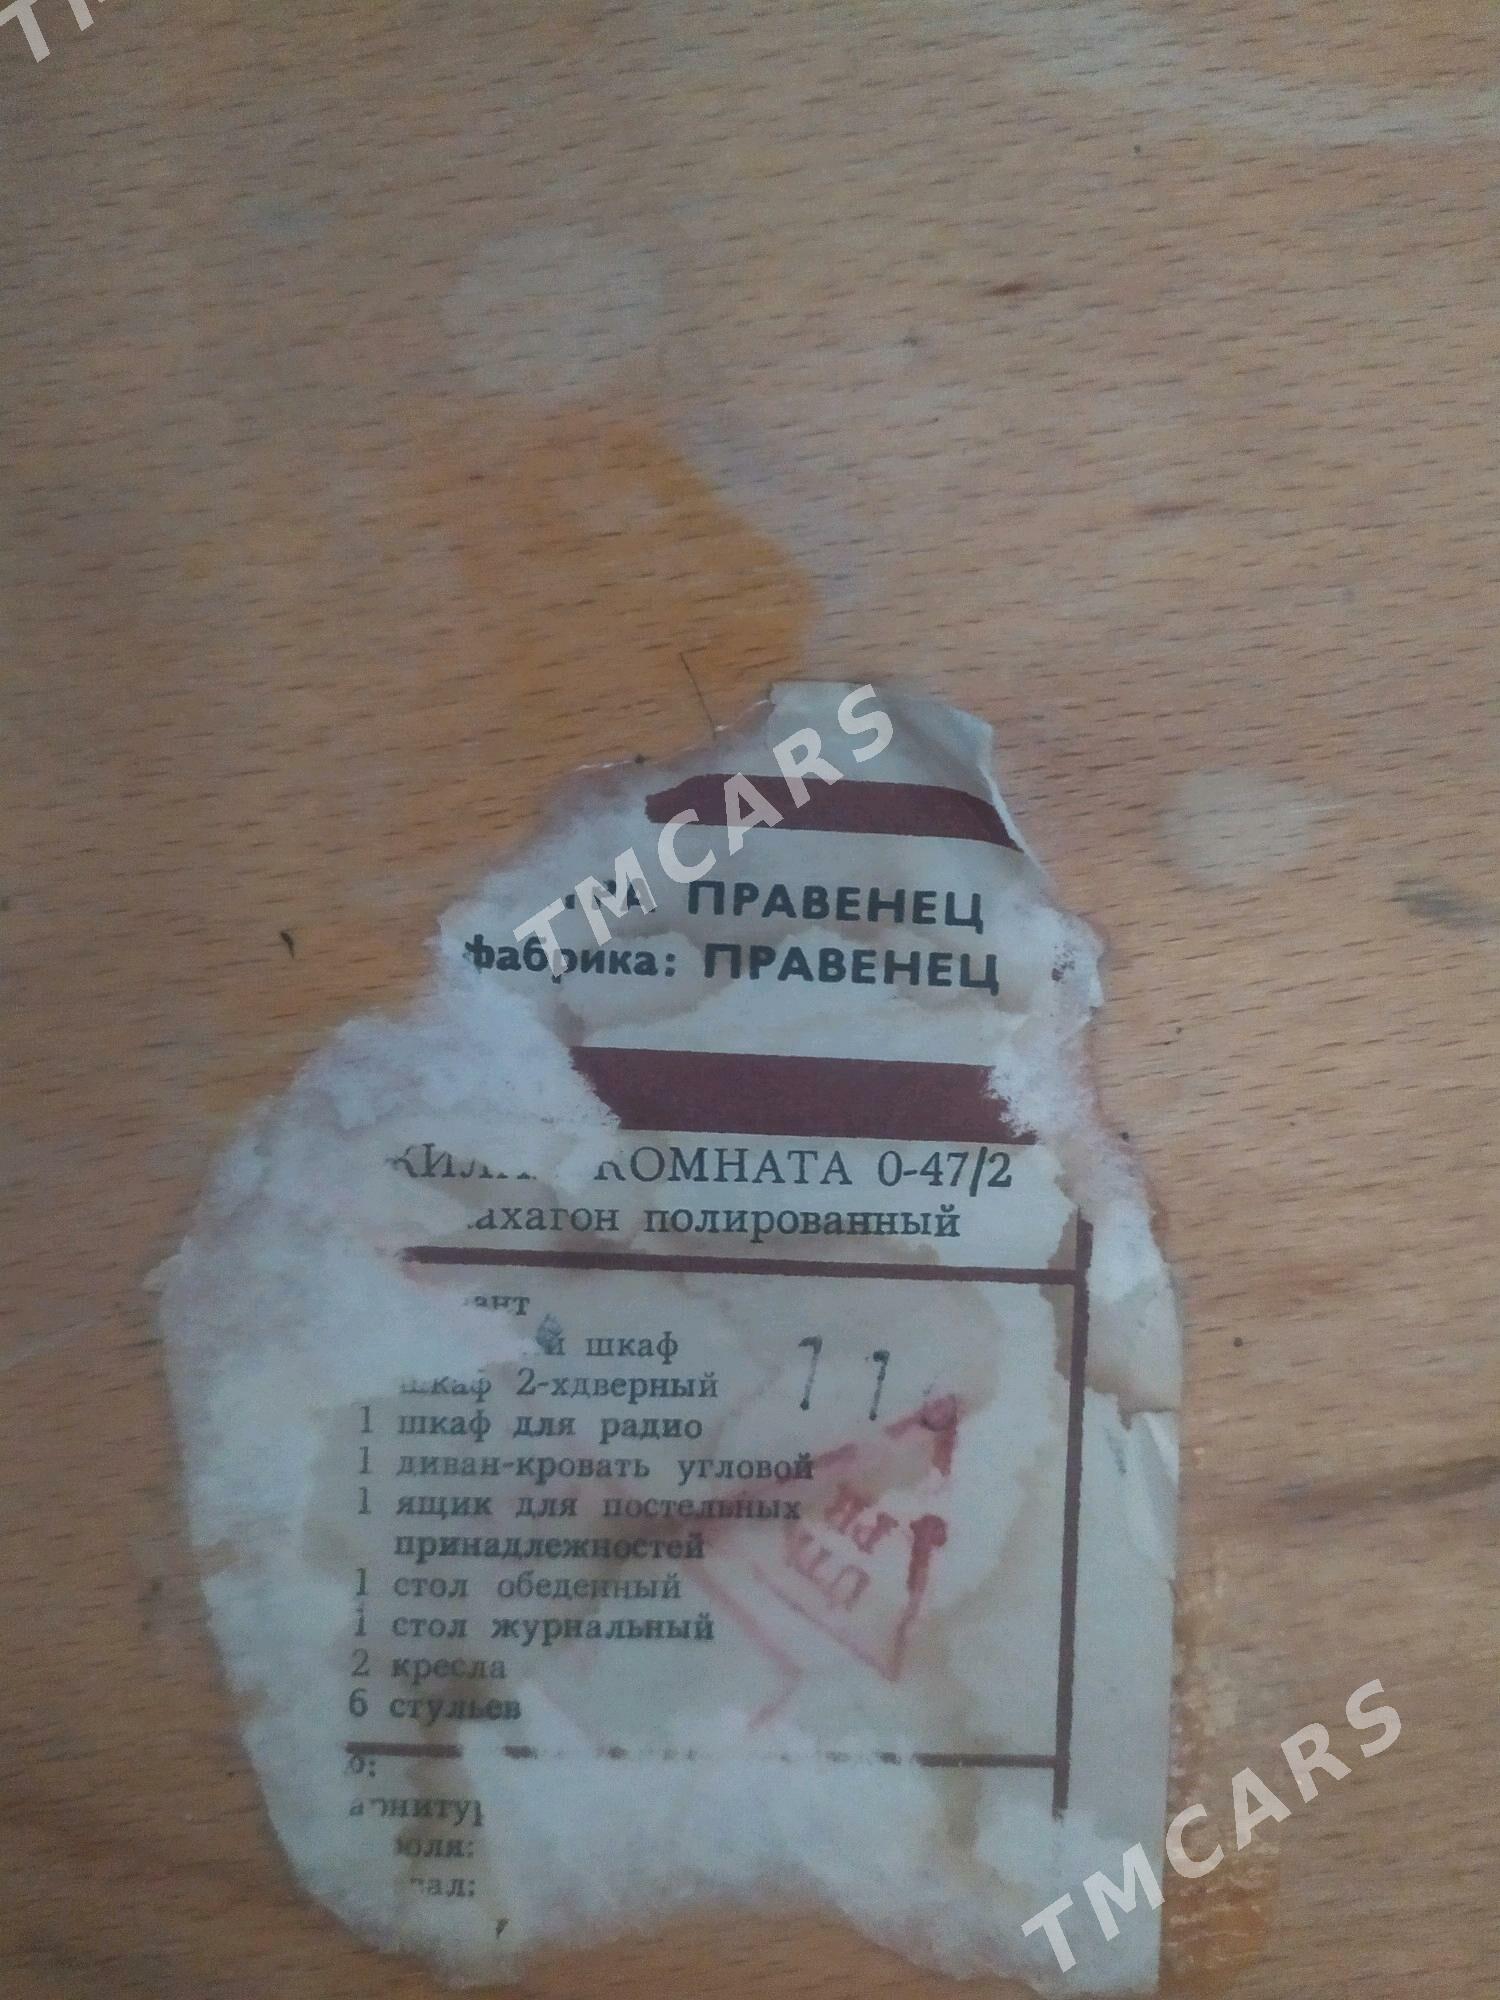 ПРАВЕНЕЦ
фабрика: ПРАВЕНЕЦ
КОМНАТА 0-47/2
полированный
шкаф
шкаф 2-хдверный
1 шкаф для радио
1 диван-кровать угловой
1 ящик для постельных
принадлежностей
1 стол обеденный
1 стол журнальный
2 кресла
6 стульев
TMCARS
TMCARS